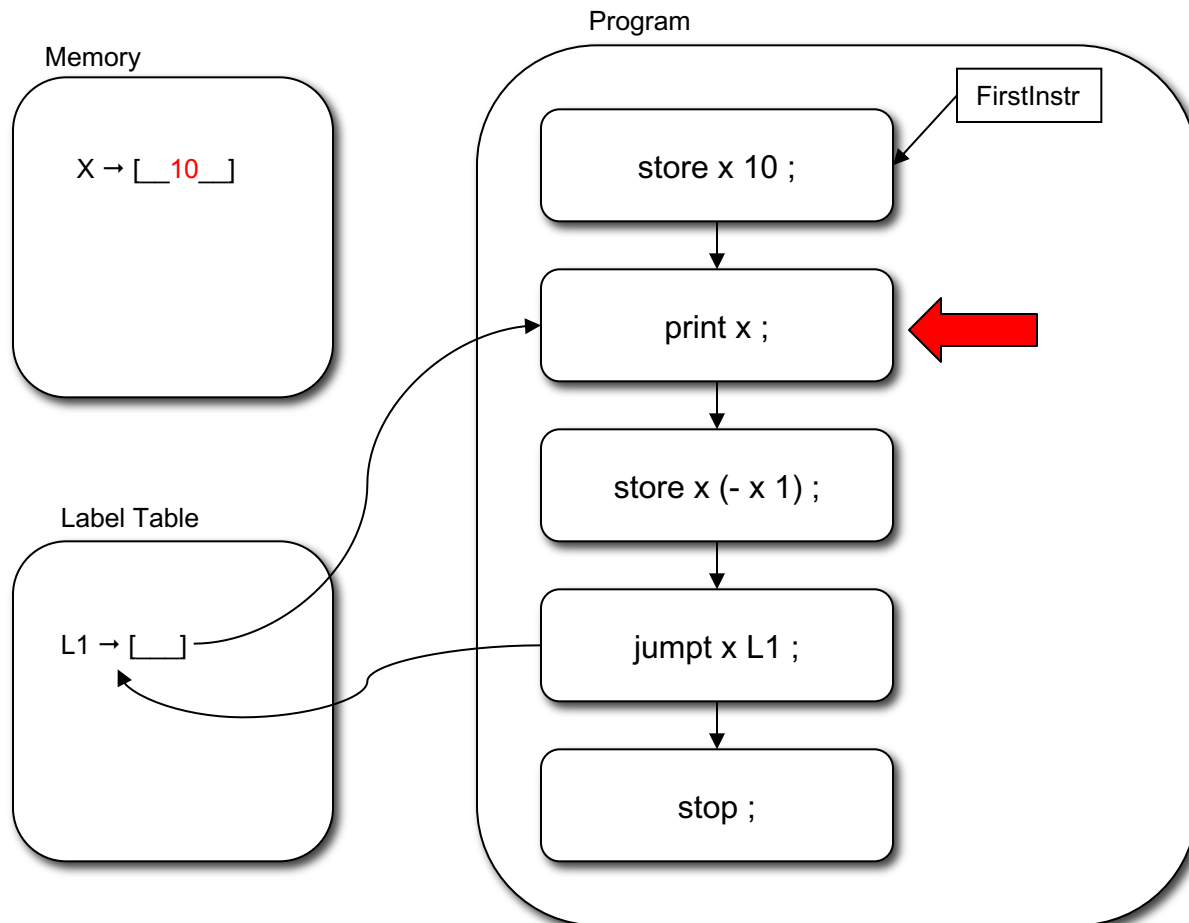 Memory
X → [__10__]
Label Table
L1 → [___]
Program
FirstInstr
store x 10 ;
print x ;
store x (- x 1) ;
jumpt x L1 ;
stop ;